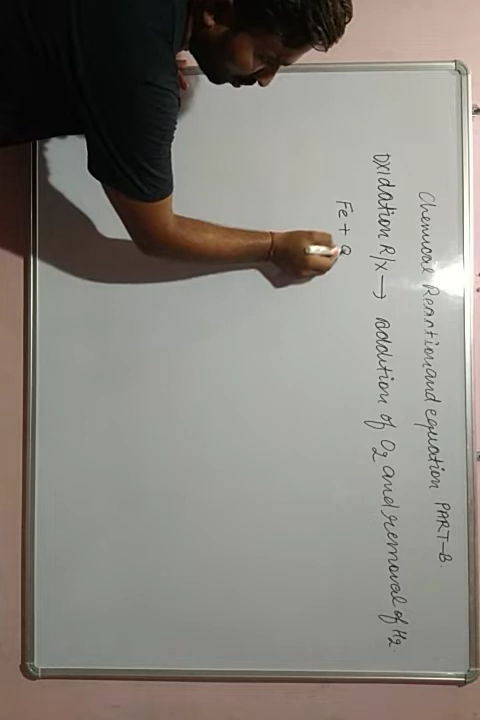 Chemical Reaction and equation PART-B.
Oxidation R/x → Addition of O2 and removal of H2.
Fe +